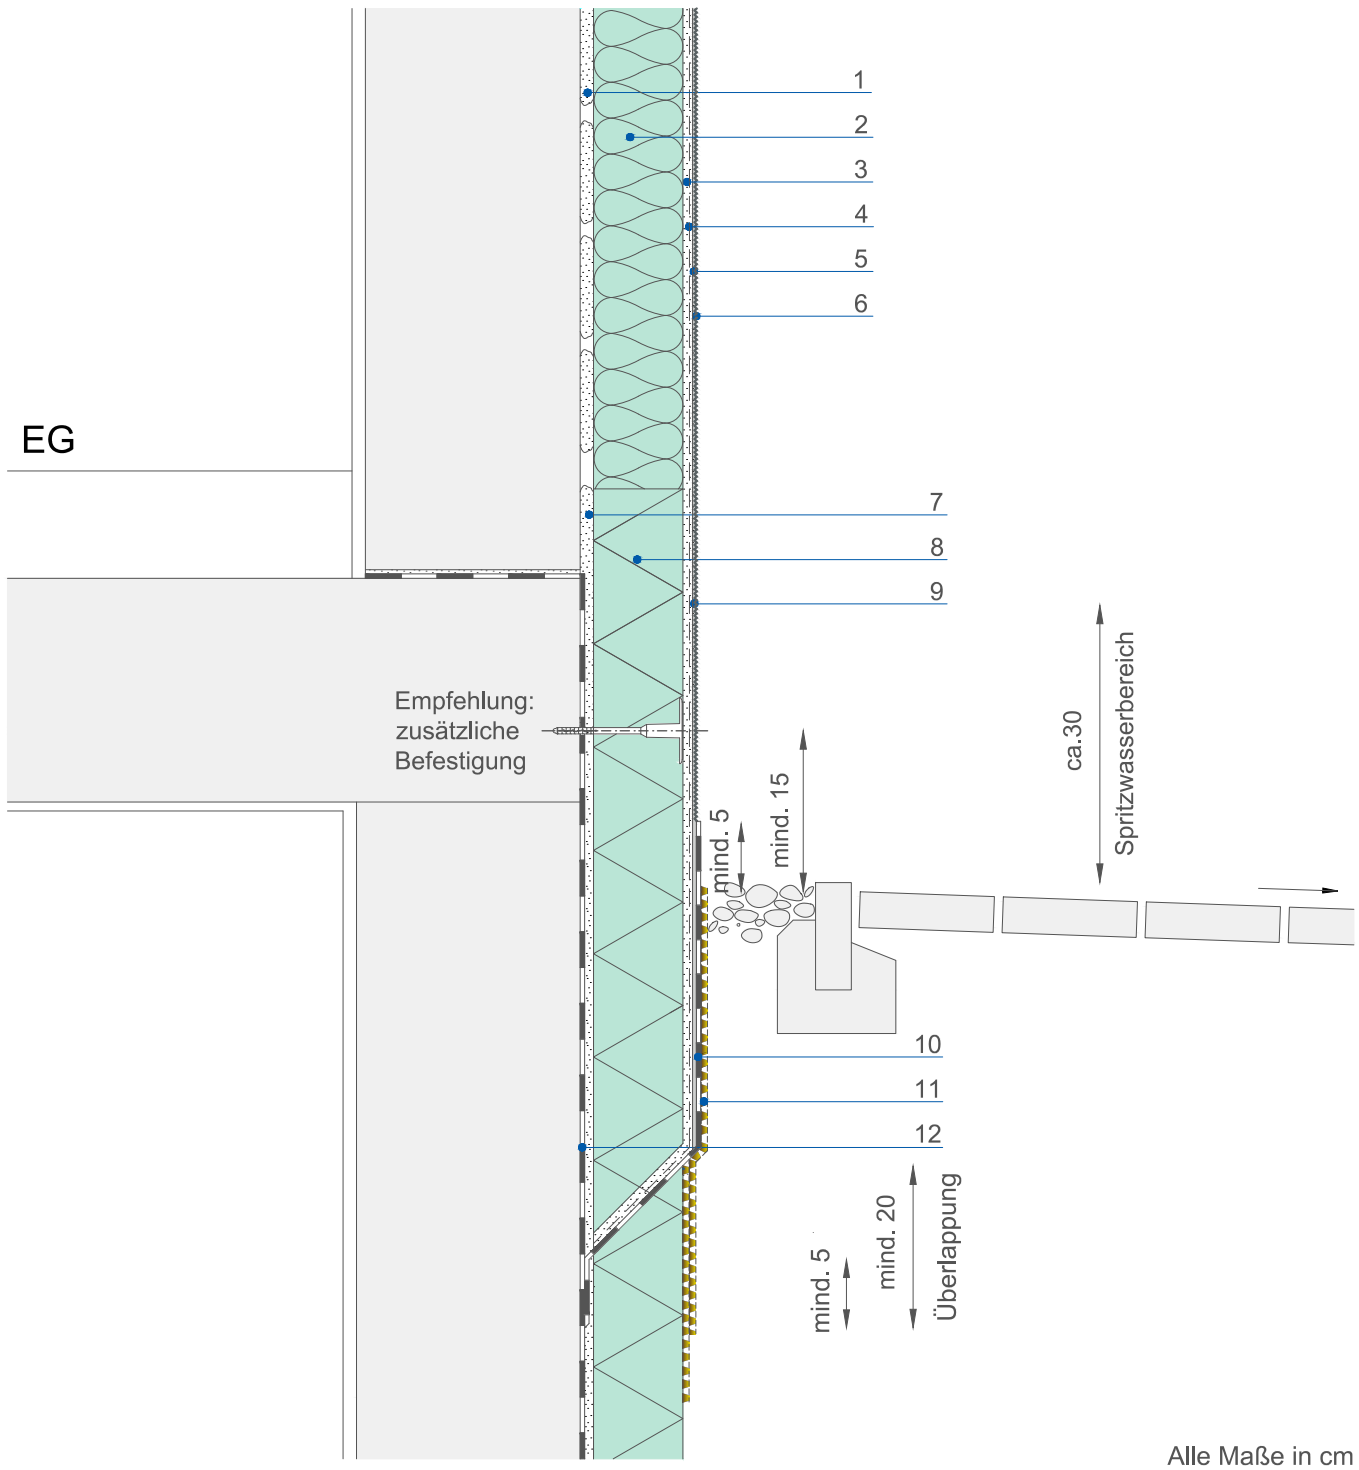 1
2
3
4
5
6
EG
7
8
9
Empfehlung:
zusätzliche
Befestigung
ca.30
Spritzwasserbereich
mind. 15
mind. 5
10
11
12
mind. 5
mind. 20
Überlappung
Alle Maße in cm